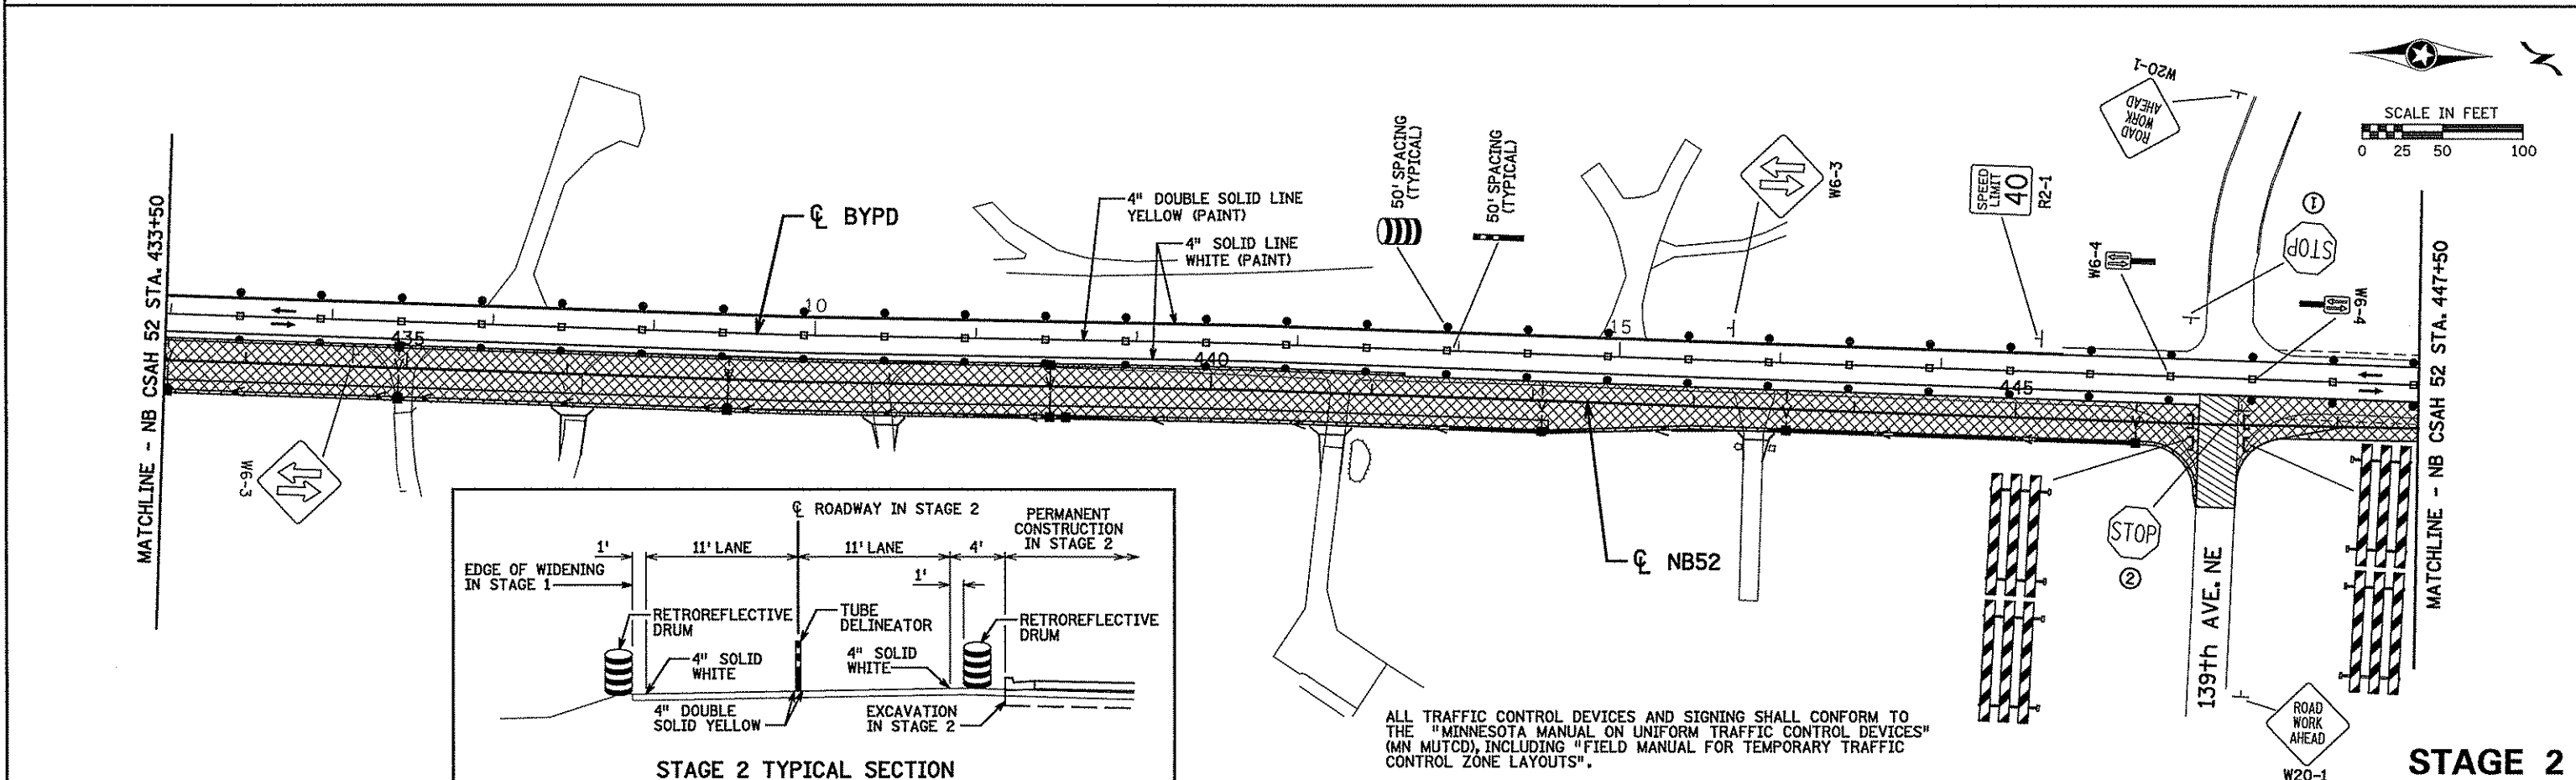 MATCHLINE - NB CSAH 52 STA. 433+50
℄ BYPD
4" DOUBLE SOLID LINE
YELLOW (PAINT)
4" SOLID LINE
WHITE (PAINT)
50' SPACING
(TYPICAL)
50' SPACING
(TYPICAL)
W6-3
SPEED
LIMIT
40
R2-1
W20-1
ROAD
WORK
AHEAD
SCALE IN FEET
0 25 50 100
1
STOP
W6-4
W6-4
MATCHLINE - NB CSAH 52 STA. 447+50
10
15
435
440
445
W6-3
℄ NB52
STOP
2
139th AVE. NE
ROAD
WORK
AHEAD
W20-1
℄ ROADWAY IN STAGE 2
PERMANENT
CONSTRUCTION
IN STAGE 2
1' 11' LANE 11' LANE 4'
EDGE OF WIDENING
IN STAGE 1
1'
RETROREFLECTIVE
DRUM
TUBE
DELINEATOR
RETROREFLECTIVE
DRUM
4" SOLID
WHITE
4" SOLID
WHITE
4" DOUBLE
SOLID YELLOW
EXCAVATION
IN STAGE 2
STAGE 2 TYPICAL SECTION
ALL TRAFFIC CONTROL DEVICES AND SIGNING SHALL CONFORM TO
THE "MINNESOTA MANUAL ON UNIFORM TRAFFIC CONTROL DEVICES"
(MN MUTCD), INCLUDING "FIELD MANUAL FOR TEMPORARY TRAFFIC
CONTROL ZONE LAYOUTS".
STAGE 2